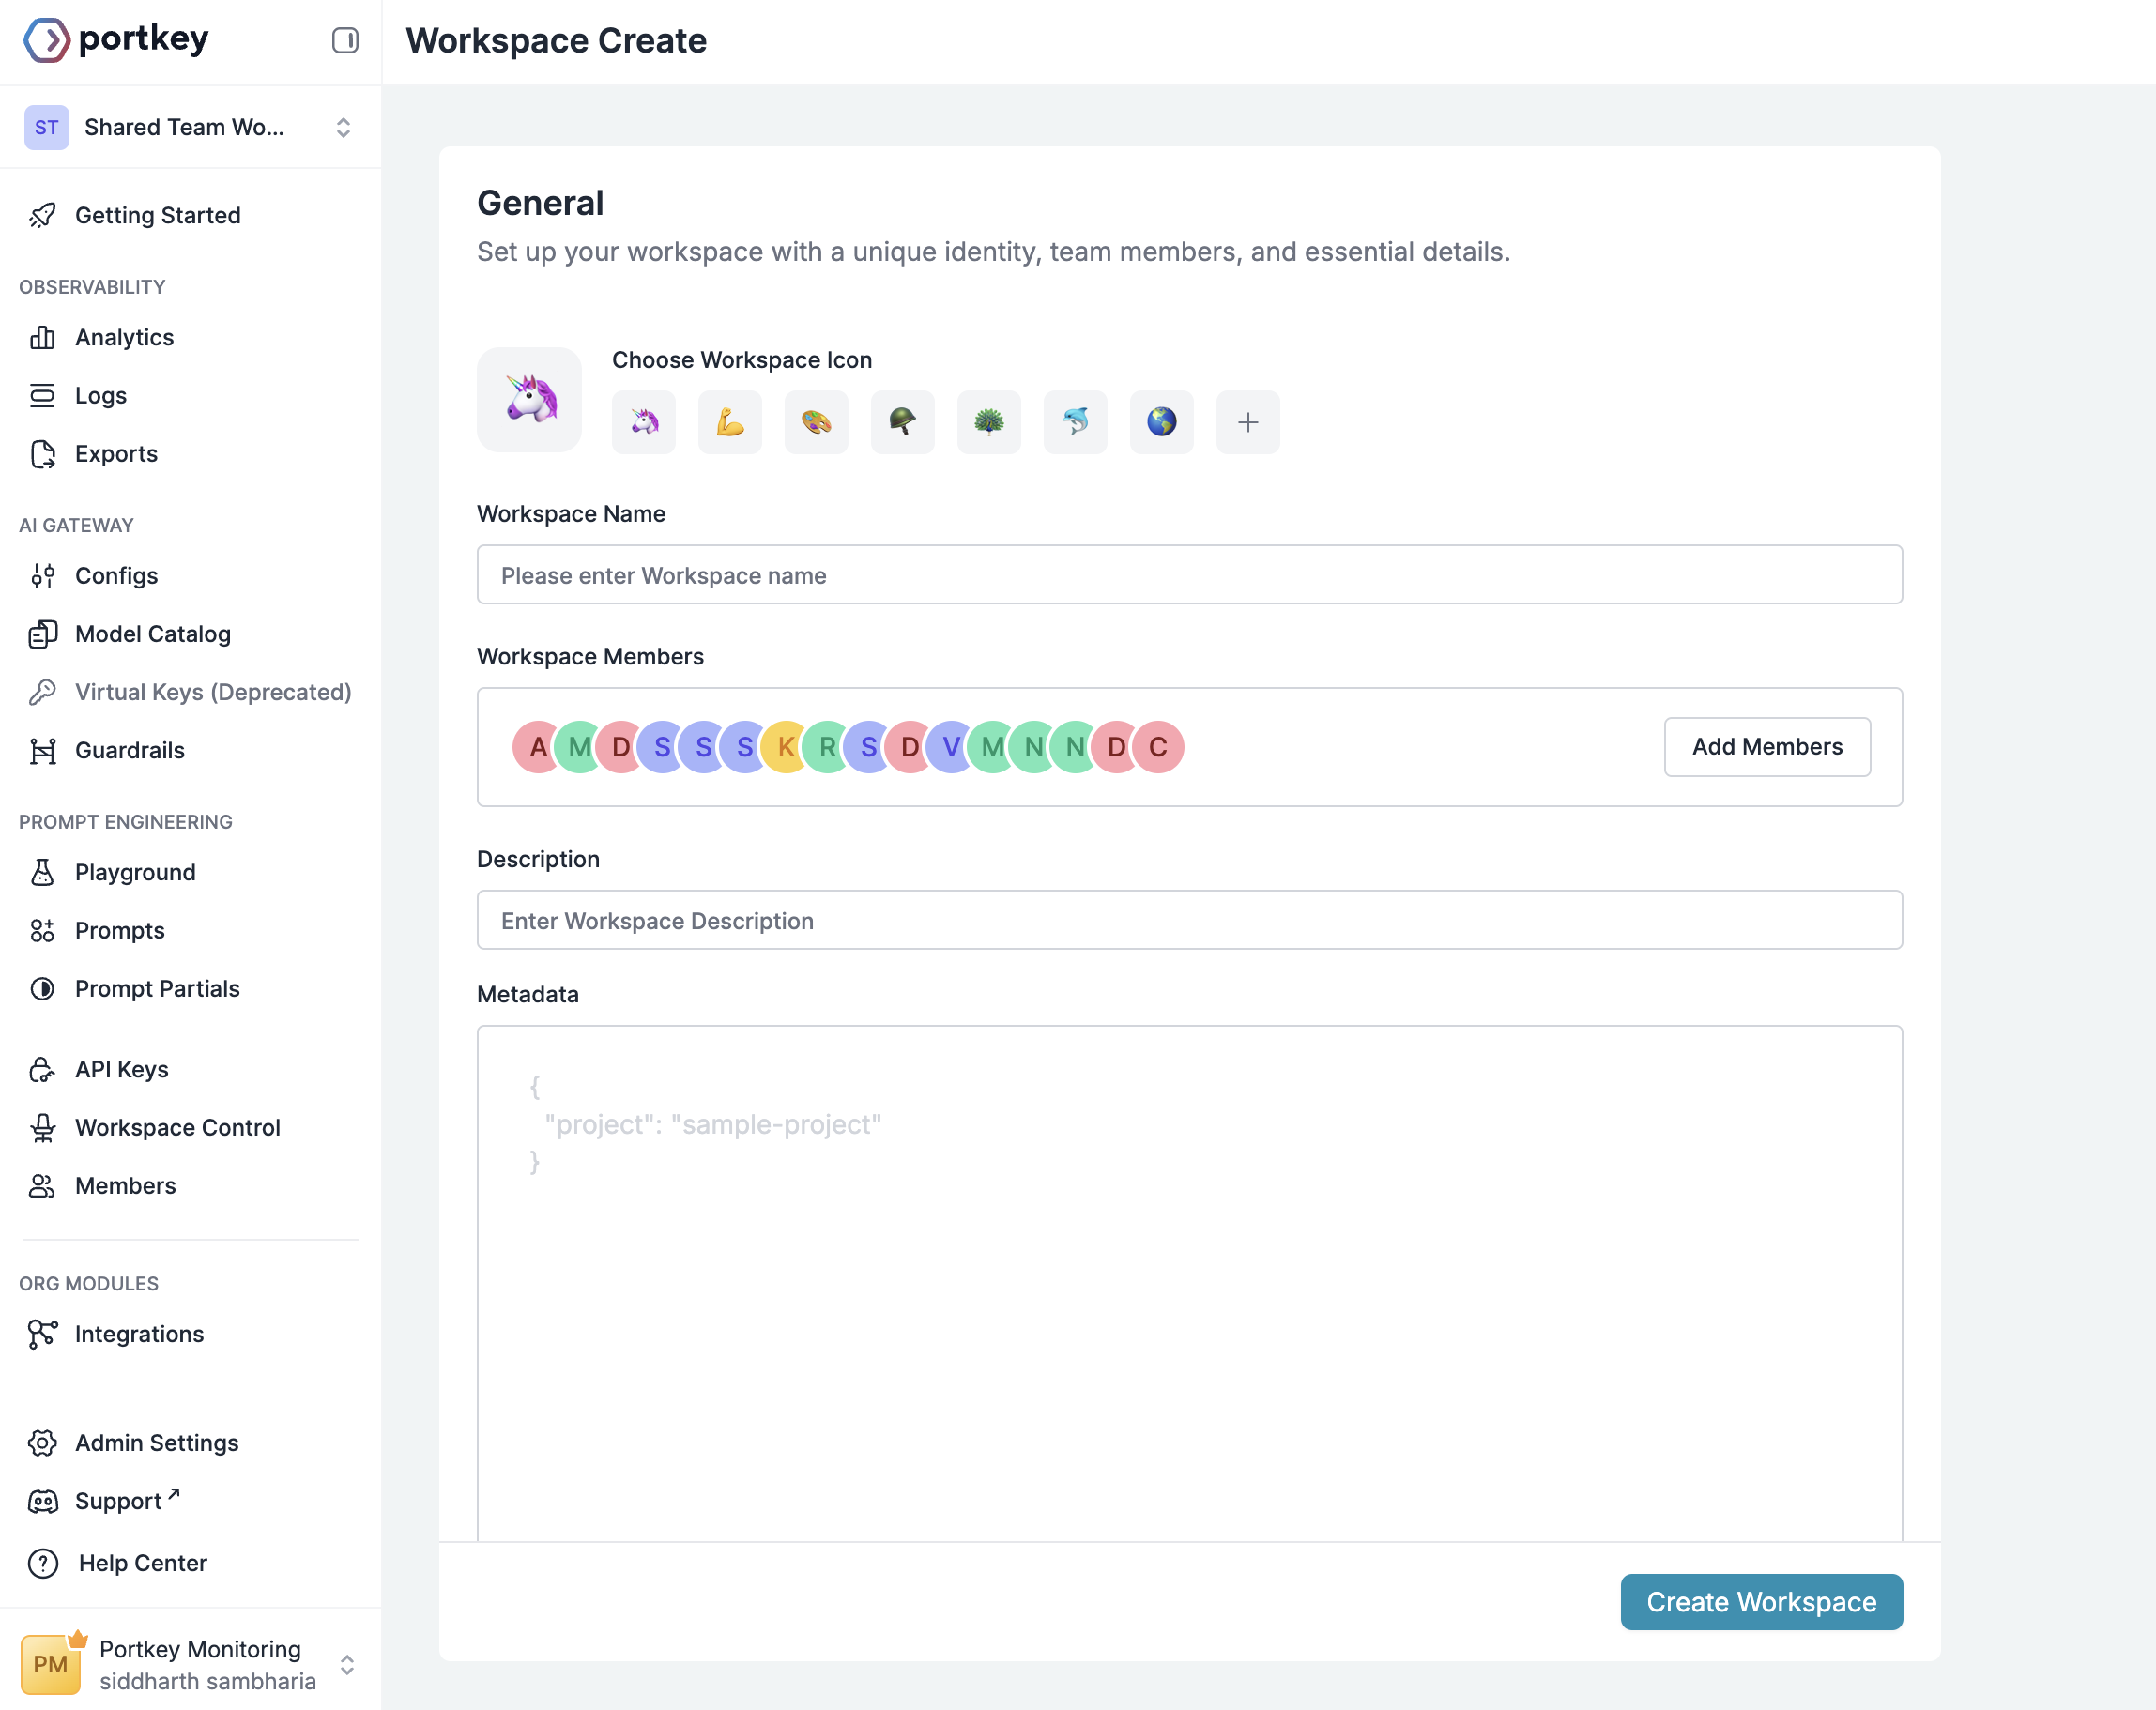 portkey
Workspace Create
ST Shared Team Wo...
Getting Started
OBSERVABILITY
Analytics
Logs
Exports
AI GATEWAY
Configs
Model Catalog
Virtual Keys (Deprecated)
Guardrails
PROMPT ENGINEERING
Playground
Prompts
Prompt Partials
API Keys
Workspace Control
Members
ORG MODULES
Integrations
Admin Settings
Support
Help Center
PM
Portkey Monitoring
siddharth sambharia
General
Set up your workspace with a unique identity, team members, and essential details.
Choose Workspace Icon
Workspace Name
Please enter Workspace name
Workspace Members
A M D S S S K R S D V M N N D C
Add Members
Description
Enter Workspace Description
Metadata
{
"project": "sample-project"
}
Create Workspace